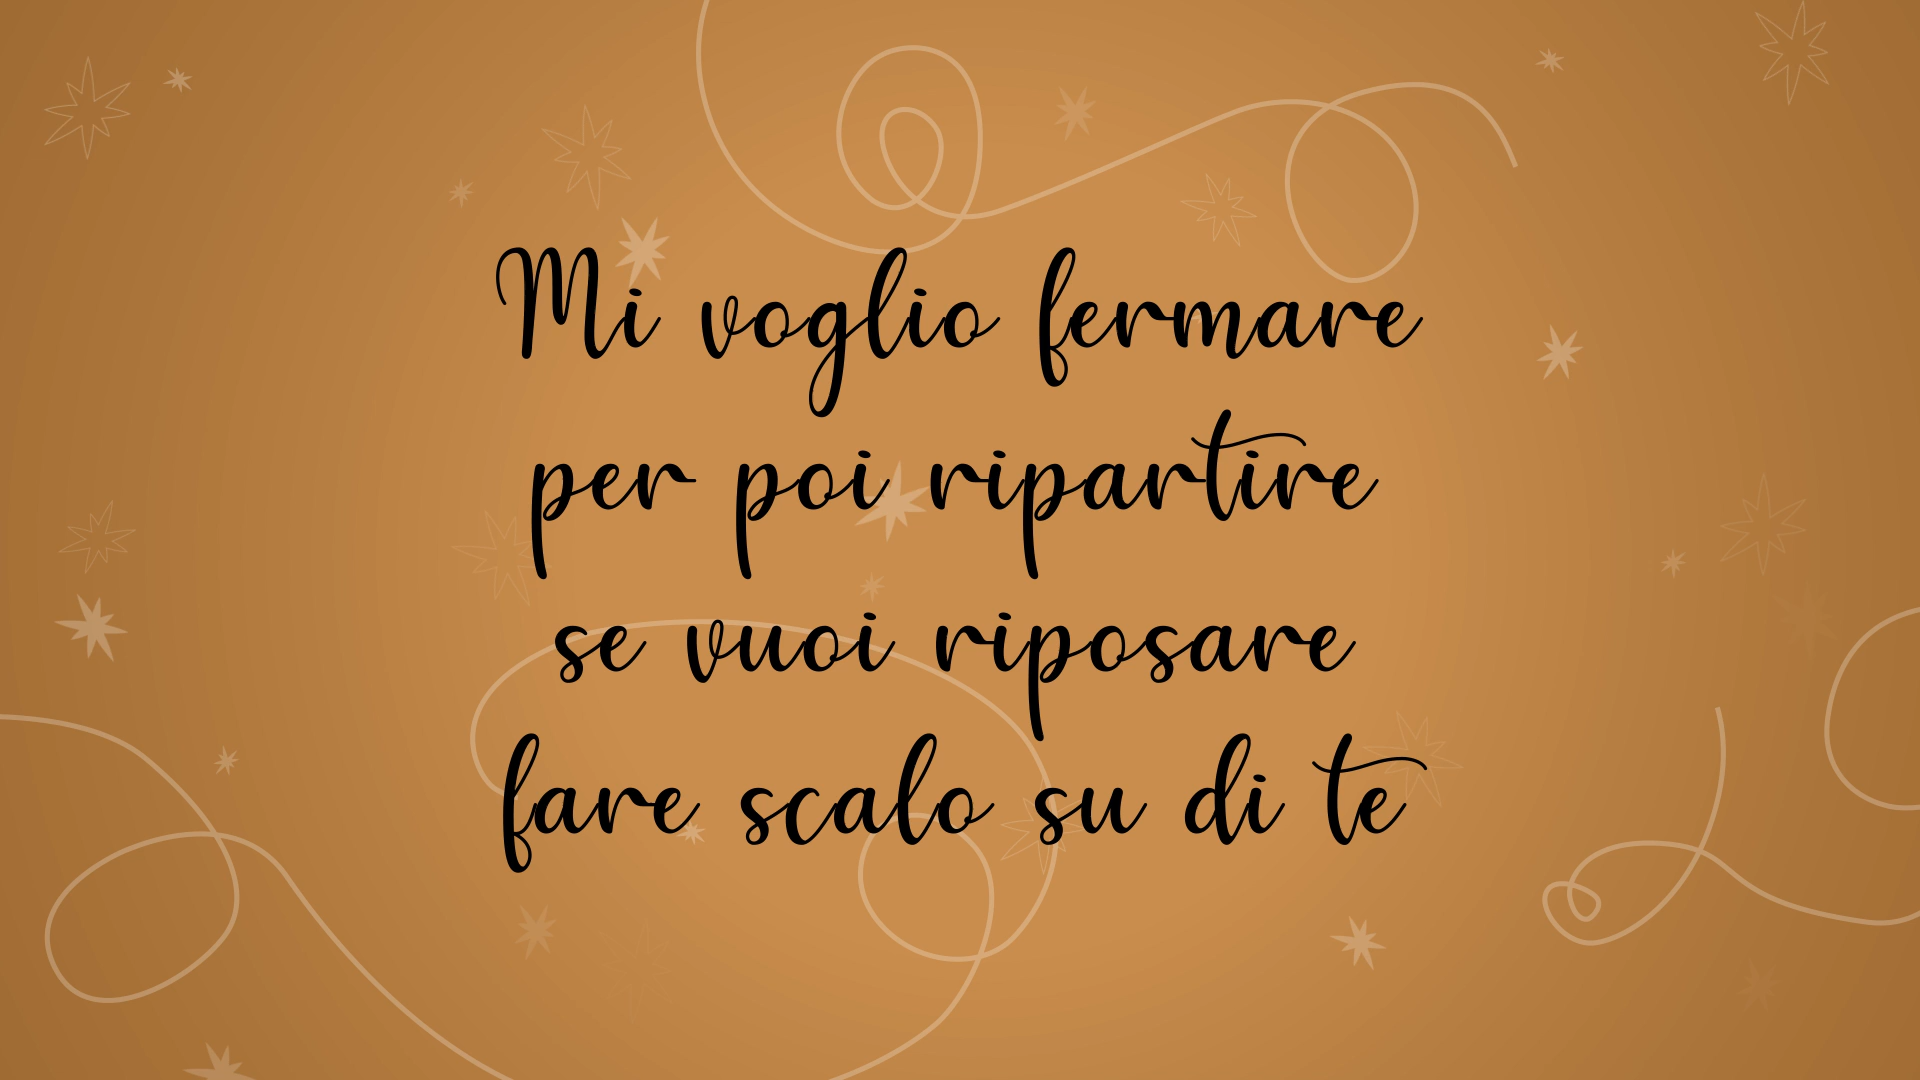 Mi voglio fermare
per poi ripartire
se vuoi riposare
fare scalo su di te